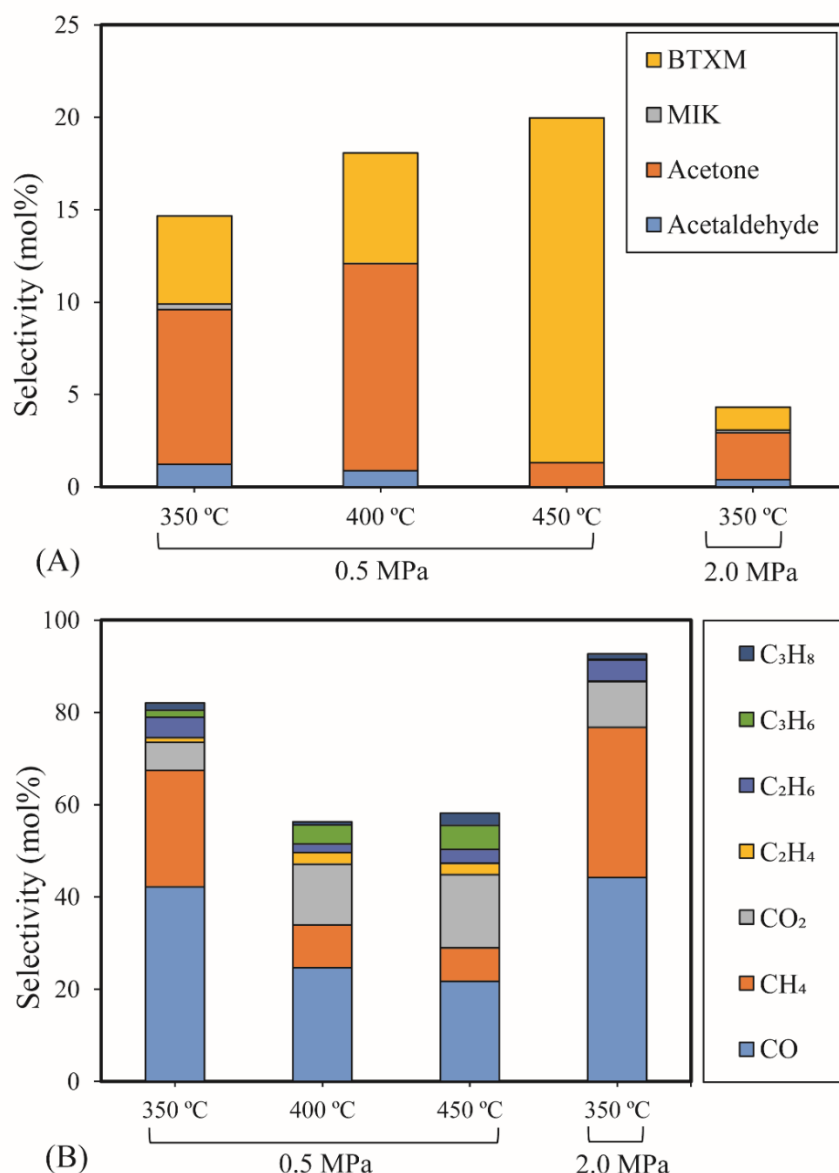 25
20
15
10
5
0
Selectivity (mol%)
BTXM
MIK
Acetone
Acetaldehyde
350 ºC
400 ºC
450 ºC
350 ºC
(A)
0.5 MPa
2.0 MPa
100
80
60
40
20
0
Selectivity (mol%)
C₃H₈
C₃H₆
C₂H₆
C₂H₄
CO₂
CH₄
CO
350 ºC
400 ºC
450 ºC
350 ºC
(B)
0.5 MPa
2.0 MPa